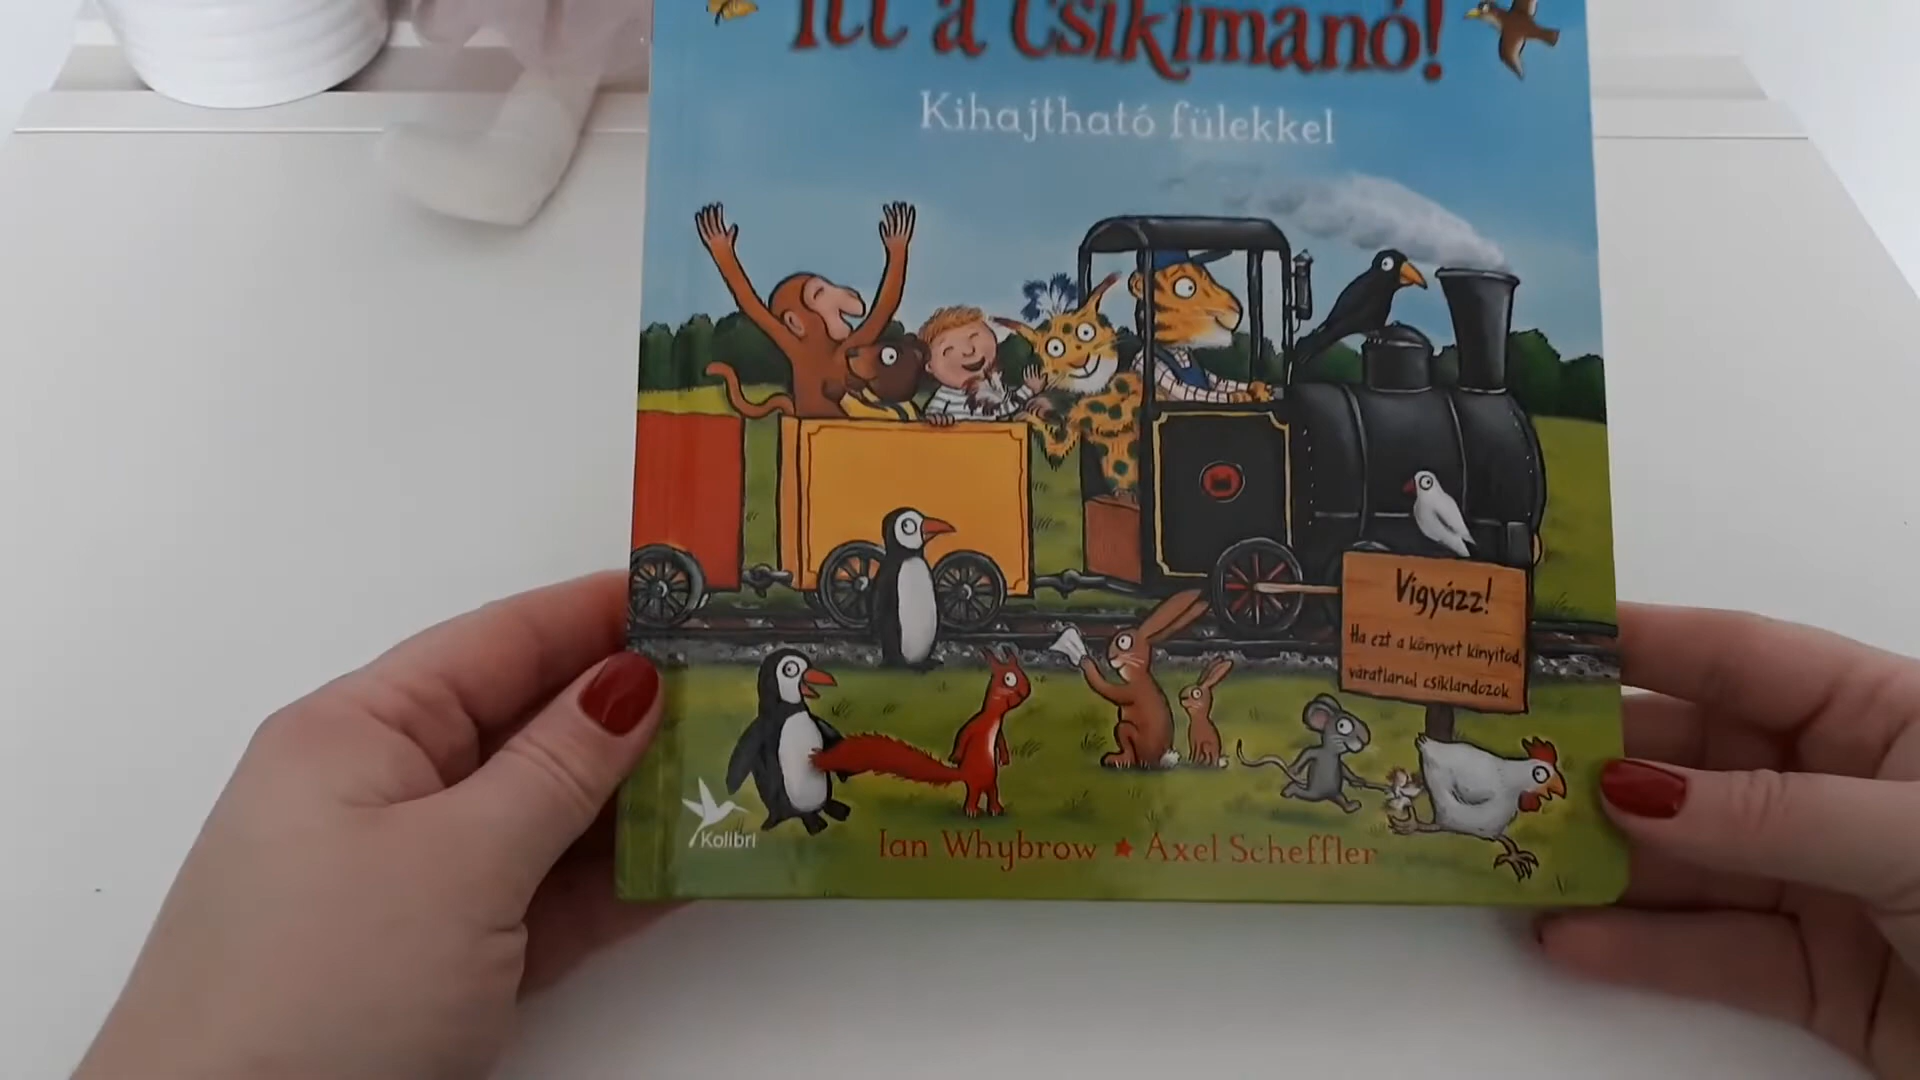 Itt a Csikimanó!
Kihajtható fülekkel
Vigyázz!
Ha ezt a könyvet kinyitod,
váratlanul csiklandozok
Kolibri
Ian Whybrow ★ Axel Scheffler